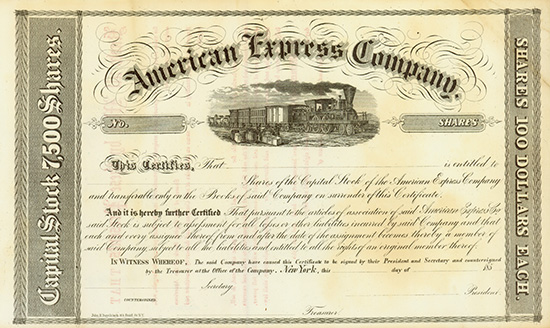 American Express Company.
Capital Stock 7,500 Shares.
SHARES 100 DOLLARS EACH.
No.
SHARES
This Certifies, That is entitled to
Shares of the Capital Stock of the American Express Company
and transferable only on the Books of said Company on surrender of this Certificate.
And it is hereby further Certified That pursuant to the articles of association of said American Express Co.
said Stock is subject to assessment for all losses or other liabilities incurred by said Company and that
each and every assignee thereof from and after the date of the assignment becomes thereby a member of
said Company, subject to all the liabilities and entitled to all the rights of an original member thereof.
IN WITNESS WHEREOF, The said Company have caused this Certificate to be signed by their President and Secretary and countersigned
by the Treasurer at the Office of the Company, New York, this day of 185
Secretary. President.
COUNTERSIGNED.
Treasurer.